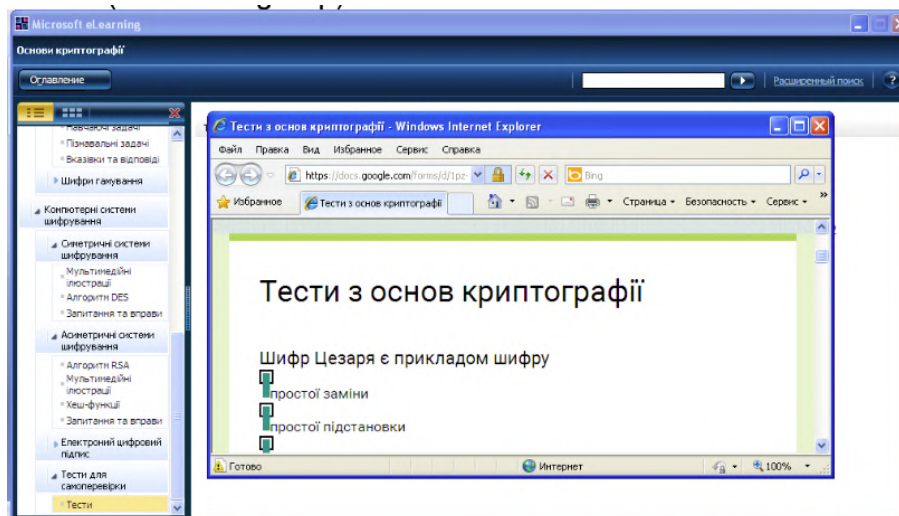 Microsoft eLearning
Основи криптографії
Оглавление
Расширенный поиск
Навчаючі задачі
Пізнавальні задачі
Вказівки та відповіді
Шифри гамування
Компютерні системи
шифрування
Симетричні системи
шифрування
Мультимедійні
ілюстрації
Алгоритм DES
Запитання та вправи
Асиметричні системи
шифрування
Алгоритм RSA
Мультимедійні
ілюстрації
Хеш-функції
Запитання та вправи
Електроний цифровий
підпис
Тести для
самоперевірки
Тести
Тести з основ криптографії - Windows Internet Explorer
Файл Правка Вид Избранное Сервис Справка
https://docs.google.com/forms/d/1pz-
Bing
Избранное
Тести з основ криптографії
Страница Безопасность Сервис
Тести з основ криптографії
Шифр Цезаря є прикладом шифру
простої заміни
простої підстановки
Готово
Интернет
100%